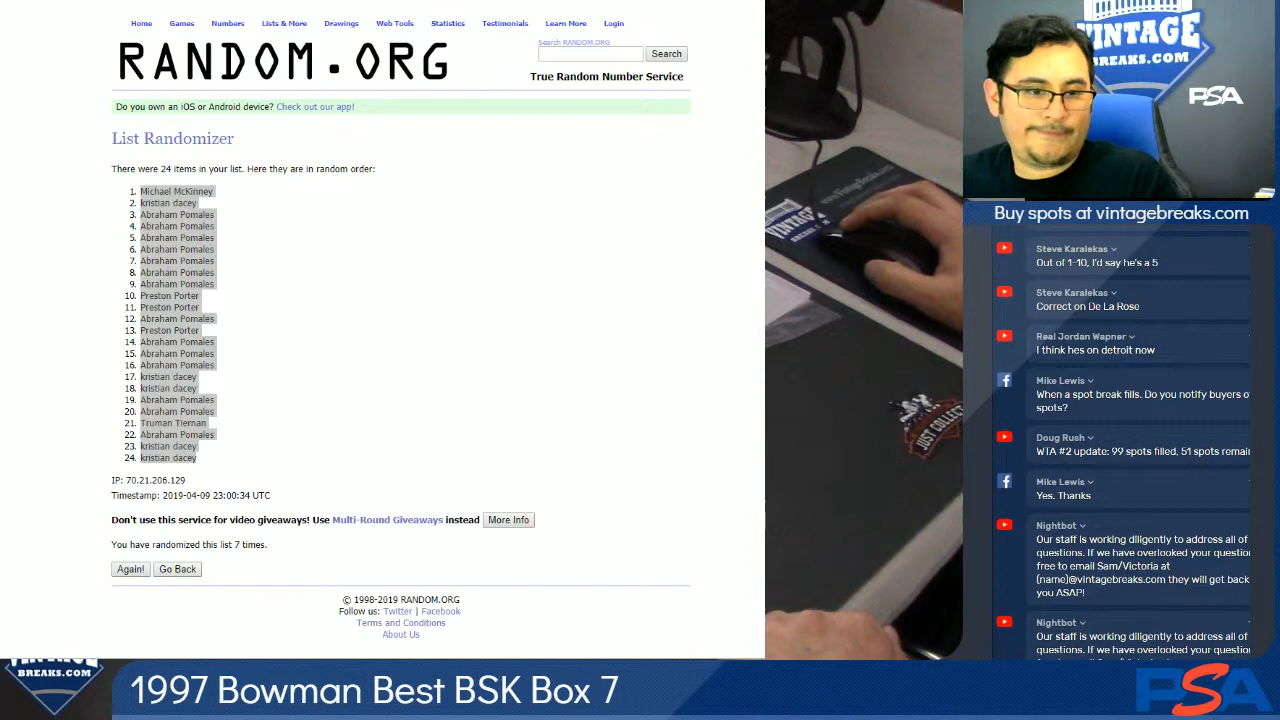 Home Games Numbers Lists & More Drawings Web Tools Statistics Testimonials Learn More Login
RANDOM.ORG
Search RANDOM.ORG
Search
True Random Number Service
Do you own an iOS or Android device? Check out our app!
List Randomizer
There were 24 items in your list. Here they are in random order:
1. Michael McKinney
2. kristian dacey
3. Abraham Pomales
4. Abraham Pomales
5. Abraham Pomales
6. Abraham Pomales
7. Abraham Pomales
8. Abraham Pomales
9. Abraham Pomales
10. Preston Porter
11. Preston Porter
12. Abraham Pomales
13. Preston Porter
14. Abraham Pomales
15. Abraham Pomales
16. Abraham Pomales
17. kristian dacey
18. kristian dacey
19. Abraham Pomales
20. Abraham Pomales
21. Truman Tiernan
22. Abraham Pomales
23. kristian dacey
24. kristian dacey
IP: 70.21.206.129
Timestamp: 2019-04-09 23:00:34 UTC
Don't use this service for video giveaways! Use Multi-Round Giveaways instead More Info
You have randomized this list 7 times.
Again! Go Back
© 1998-2019 RANDOM.ORG
Follow us: Twitter | Facebook
Terms and Conditions
About Us
VINTAGE
BREAKS.COM
JUST COLLECT
VINTAGE
BREAKS.COM
PSA
Buy spots at vintagebreaks.com
Steve Karalekas
Out of 1-10, I'd say he's a 5
Steve Karalekas
Correct on De La Rose
Real Jordan Wapner
I think hes on detroit now
Mike Lewis
When a spot break fills. Do you notify buyers o
spots?
Doug Rush
WTA #2 update: 99 spots filled, 51 spots remai
Mike Lewis
Yes. Thanks
Nightbot
Our staff is working diligently to address all of
questions. If we have overlooked your questio
free to email Sam/Victoria at
(name)@vintagebreaks.com they will get back
you ASAP!
Nightbot
Our staff is working diligently to address all of
questions. If we have overlooked your questio
BREAKS.COM
1997 Bowman Best BSK Box 7
PSA